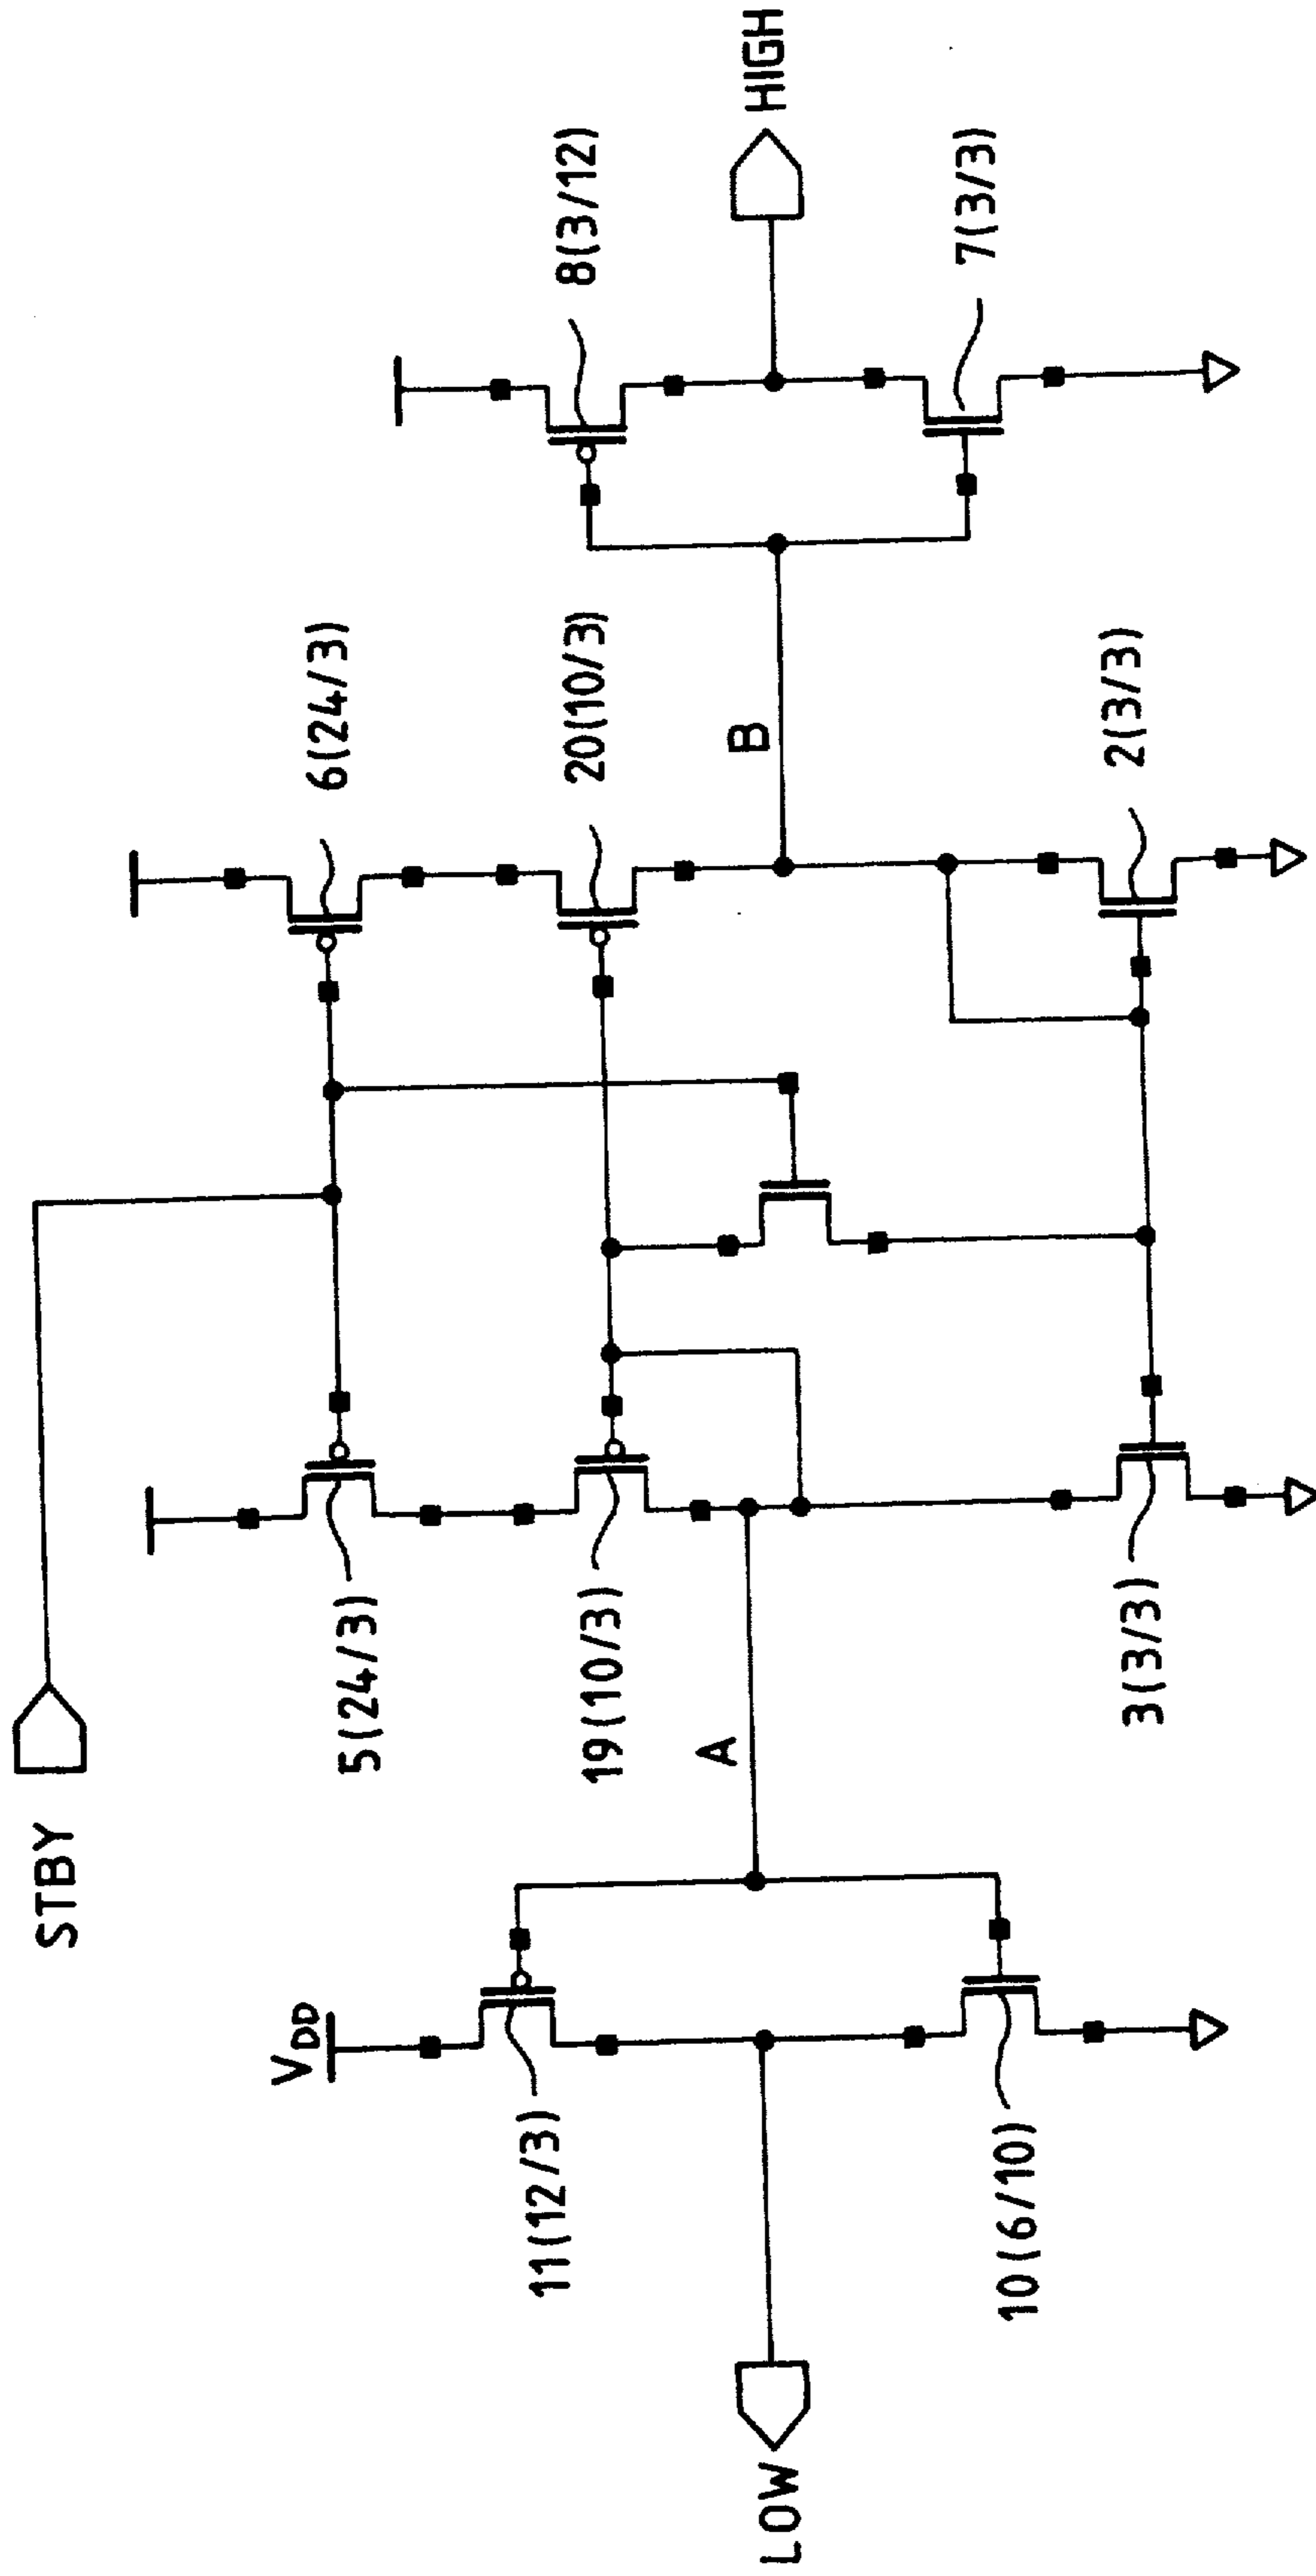 STBY
V_DD
5(24/3)
6(24/3)
11(12/3)
19(10/3)
20(10/3)
8(3/12)
LOW
A
B
HIGH
10(6/10)
3(3/3)
2(3/3)
7(3/3)